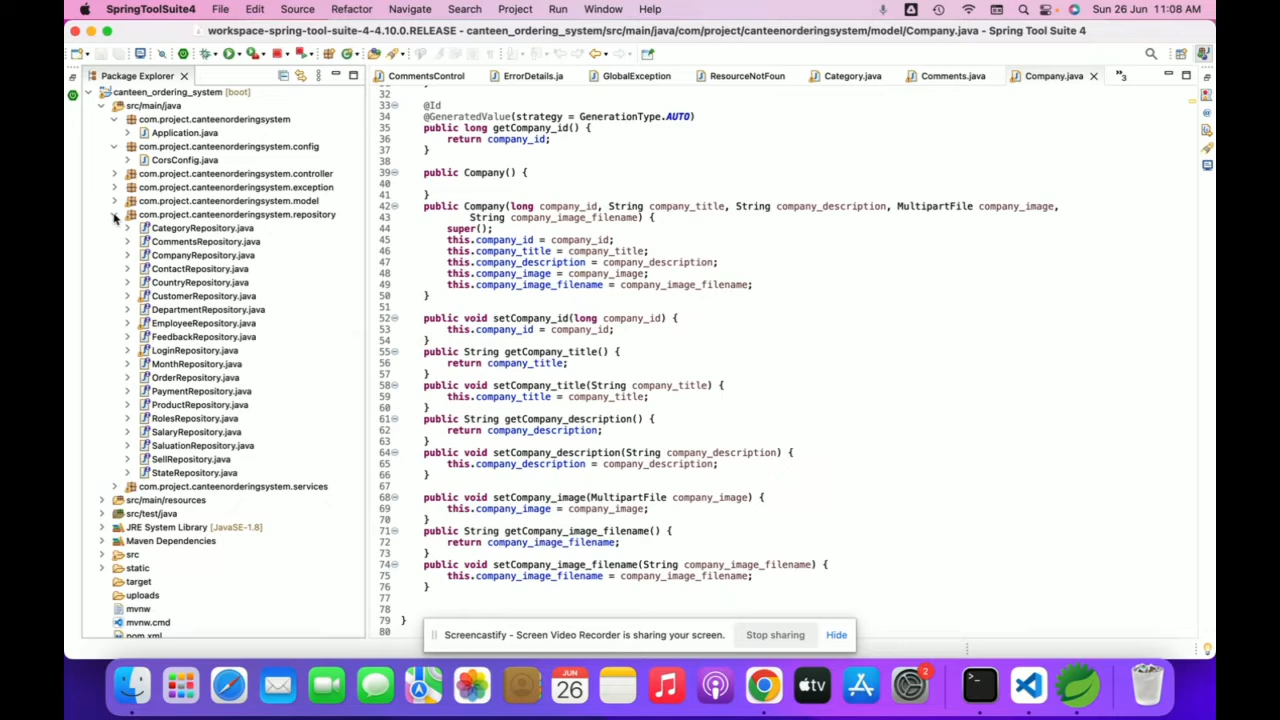 SpringToolSuite4 File Edit Source Refactor Navigate Search Project Run Window Help Sun 26 Jun 11:08 AM
workspace-spring-tool-suite-4-4.10.0.RELEASE - canteen_ordering_system/src/main/java/com/project/canteenorderingsystem/model/Company.java - Spring Tool Suite 4
Package Explorer
CommentsControl ErrorDetails.ja GlobalException ResourceNotFoun Category.java Comments.java Company.java »3
canteen_ordering_system [boot]
src/main/java
com.project.canteenorderingsystem
Application.java
com.project.canteenorderingsystem.config
CorsConfig.java
com.project.canteenorderingsystem.controller
com.project.canteenorderingsystem.exception
com.project.canteenorderingsystem.model
com.project.canteenorderingsystem.repository
CategoryRepository.java
CommentsRepository.java
CompanyRepository.java
ContactRepository.java
CountryRepository.java
CustomerRepository.java
DepartmentRepository.java
EmployeeRepository.java
FeedbackRepository.java
LoginRepository.java
MonthRepository.java
OrderRepository.java
PaymentRepository.java
ProductRepository.java
RolesRepository.java
SalaryRepository.java
SaluationRepository.java
SellRepository.java
StateRepository.java
com.project.canteenorderingsystem.services
src/main/resources
src/test/java
JRE System Library [JavaSE-1.8]
Maven Dependencies
src
static
target
uploads
mvnw
mvnw.cmd
pom.xml
32
33 @Id
34 @GeneratedValue(strategy = GenerationType.AUTO)
35 public long getCompany_id() {
36 return company_id;
37 }
38
39 public Company() {
40
41 }
42 public Company(long company_id, String company_title, String company_description, MultipartFile company_image,
43 String company_image_filename) {
44 super();
45 this.company_id = company_id;
46 this.company_title = company_title;
47 this.company_description = company_description;
48 this.company_image = company_image;
49 this.company_image_filename = company_image_filename;
50 }
51
52 public void setCompany_id(long company_id) {
53 this.company_id = company_id;
54 }
55 public String getCompany_title() {
56 return company_title;
57 }
58 public void setCompany_title(String company_title) {
59 this.company_title = company_title;
60 }
61 public String getCompany_description() {
62 return company_description;
63 }
64 public void setCompany_description(String company_description) {
65 this.company_description = company_description;
66 }
67
68 public void setCompany_image(MultipartFile company_image) {
69 this.company_image = company_image;
70 }
71 public String getCompany_image_filename() {
72 return company_image_filename;
73 }
74 public void setCompany_image_filename(String company_image_filename) {
75 this.company_image_filename = company_image_filename;
76 }
77
78
79 }
80
Screencastify - Screen Video Recorder is sharing your screen. Stop sharing Hide
JUN
26
tv
2